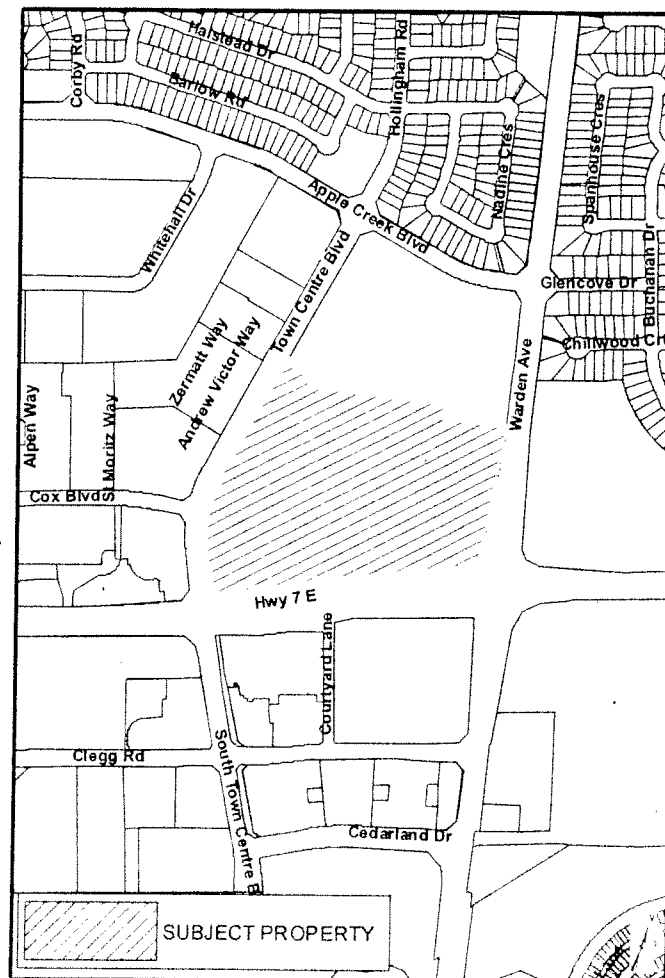 Halstead Dr
Corby Rd
Barlow Rd
Hollingham Rd
Nadine Cres
Spanhouse Cres
Apple Creek Blvd
Whitehall Dr
Town Centre Blvd
Glencove Dr
Buchanan Dr
Chillwood
Zermatt Way
Andrew Victor Way
Warden Ave
Alpen Way
St Moritz Way
Cox Blvd
Hwy 7 E
Courtyard Lane
Clegg Rd
South Town Centre B
Cedarland Dr
SUBJECT PROPERTY